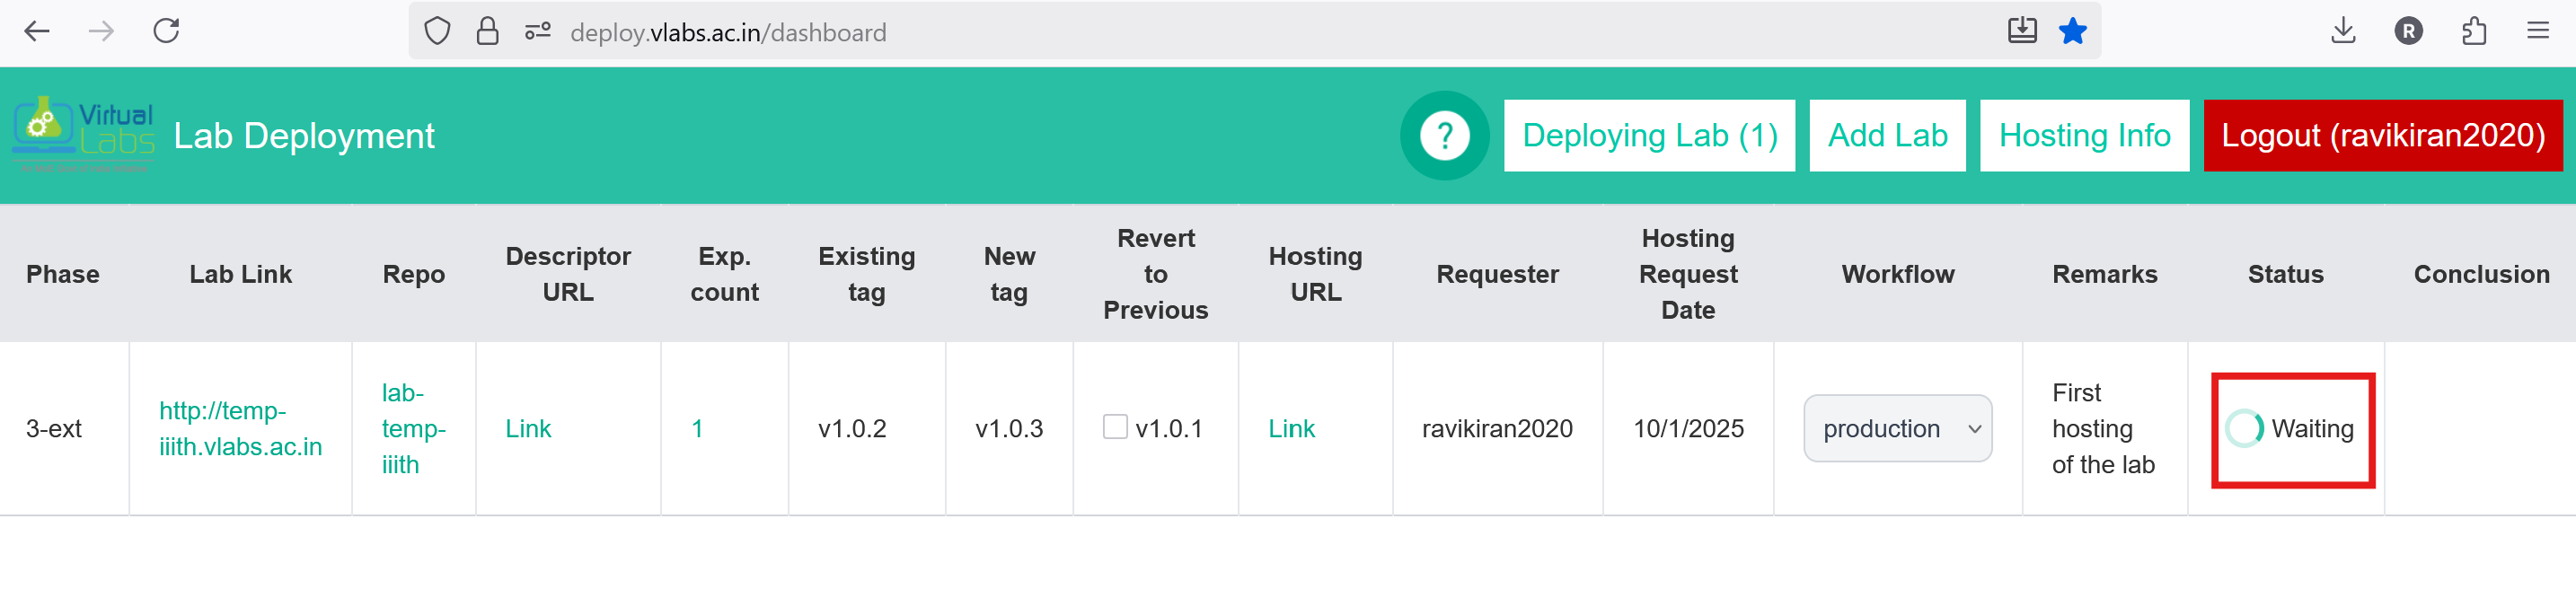 deploy.vlabs.ac.in/dashboard
R
Virtual
Labs
Lab Deployment
?
Deploying Lab (1)
Add Lab
Hosting Info
Logout (ravikiran2020)
Phase
Lab Link
Repo
Descriptor
URL
Exp.
count
Existing
tag
New
tag
Revert
to
Previous
Hosting
URL
Requester
Hosting
Request
Date
Workflow
Remarks
Status
Conclusion
3-ext
http://temp-
iiith.vlabs.ac.in
lab-
temp-
iiith
Link
1
v1.0.2
v1.0.3
v1.0.1
Link
ravikiran2020
10/1/2025
production
First
hosting
of the lab
Waiting